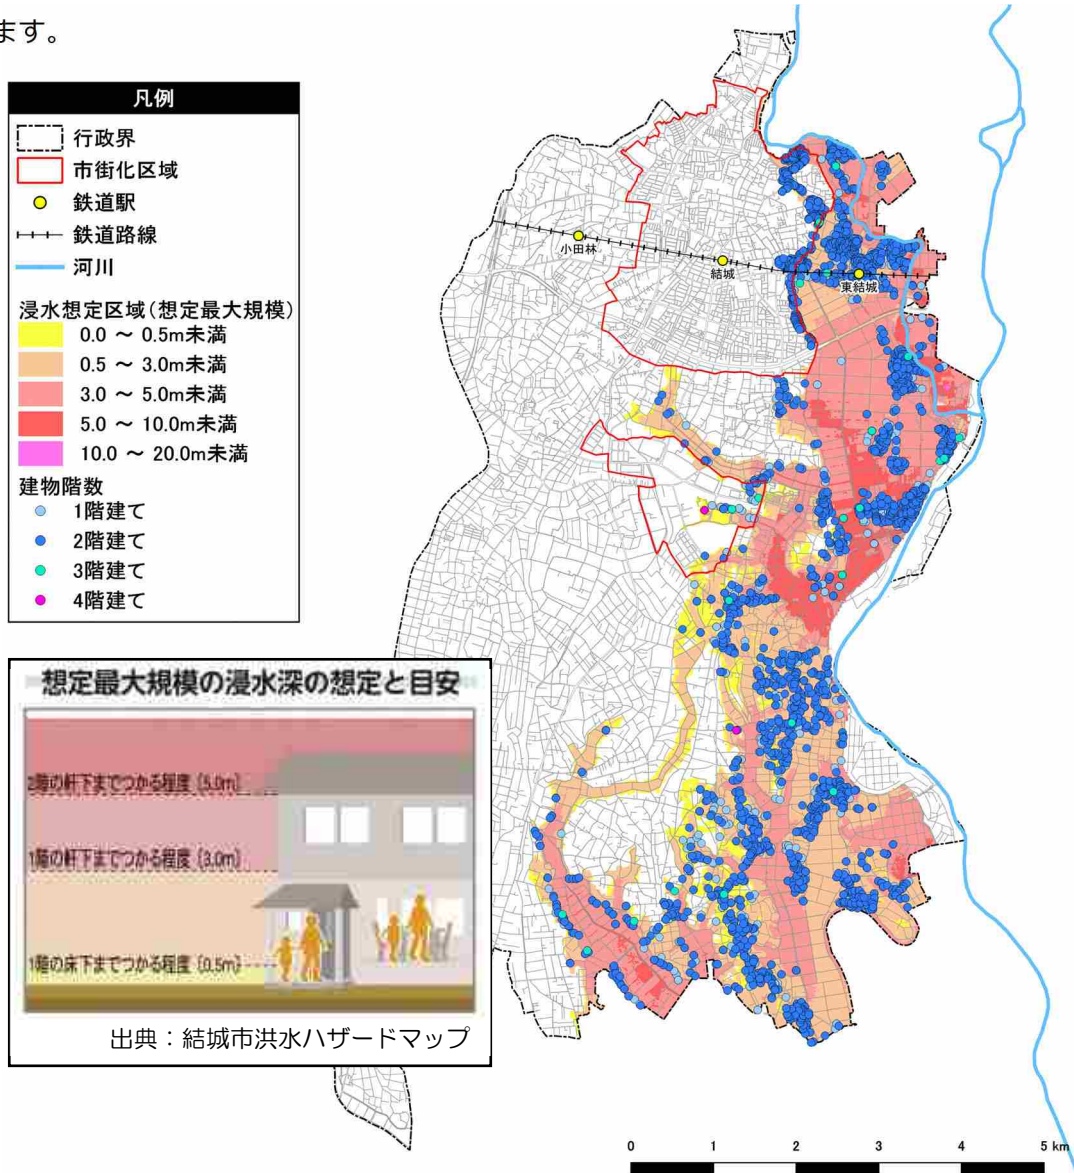 ます。
凡例
行政界
市街化区域
鉄道駅
鉄道路線
河川
浸水想定区域(想定最大規模)
0.0 ～ 0.5m未満
0.5 ～ 3.0m未満
3.0 ～ 5.0m未満
5.0 ～ 10.0m未満
10.0 ～ 20.0m未満
建物階数
1階建て
2階建て
3階建て
4階建て
小田林
結城
東結城
想定最大規模の浸水深の想定と目安
2階の軒下までつかる程度(5.0m)
1階の軒下までつかる程度(3.0m)
1階の床下までつかる程度(0.5m)
出典：結城市洪水ハザードマップ
0 1 2 3 4 5 km